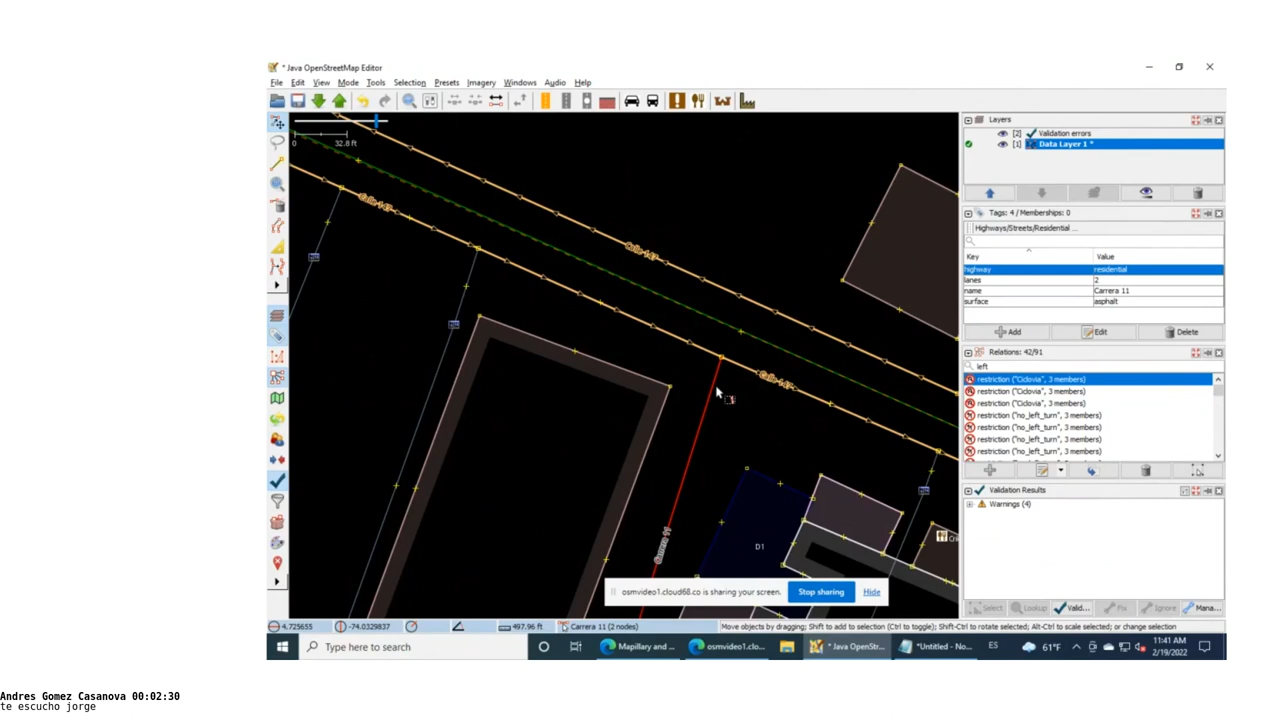 * Java OpenStreetMap Editor
File Edit View Mode Tools Selection Presets Imagery Windows Audio Help
0 32.8 ft
Layers
[2] Validation errors
[1] Data Layer 1 *
Tags: 4 / Memberships: 0
Highways/Streets/Residential ...
Key Value
highway residential
lanes 2
name Carrera 11
surface asphalt
Add Edit Delete
Relations: 42/91
left
restriction ("Ciclovia", 3 members)
restriction ("Ciclovia", 3 members)
restriction ("Ciclovia", 3 members)
restriction ("no_left_turn", 3 members)
restriction ("no_left_turn", 3 members)
restriction ("no_left_turn", 3 members)
restriction ("no_left_turn", 3 members)
Validation Results
Warnings (4)
Carrera 11
D1
osmvideo1.cloud68.co is sharing your screen. Stop sharing Hide
Select Lookup Valid... Fix Ignore Mana...
4.725655 -74.0329837 497.96 ft Carrera 11 (2 nodes) Move objects by dragging; Shift to add to selection (Ctrl to toggle); Shift-Ctrl to rotate selected; Alt-Ctrl to scale selected; or change selection
Type here to search Mapillary and ... osmvideo1.clo... * Java OpenStr... *Untitled - No... ES 61°F 11:41 AM
2/19/2022
Andres Gomez Casanova 00:02:30
te escucho jorge